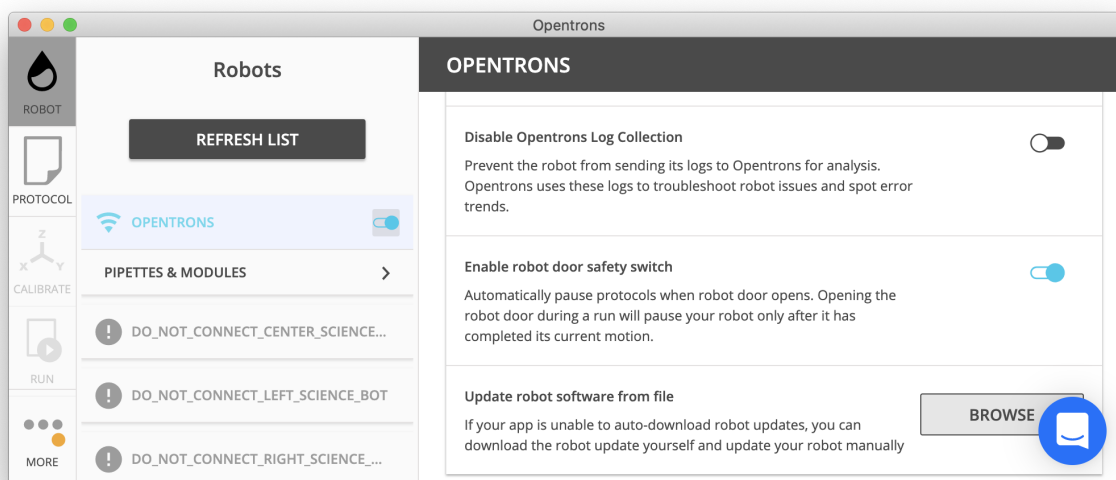 Opentrons
ROBOT
PROTOCOL
Z
X
Y
CALIBRATE
RUN
MORE
Robots
REFRESH LIST
OPENTRONS
PIPETTES & MODULES
DO_NOT_CONNECT_CENTER_SCIENCE...
DO_NOT_CONNECT_LEFT_SCIENCE_BOT
DO_NOT_CONNECT_RIGHT_SCIENCE_...
OPENTRONS
Disable Opentrons Log Collection
Prevent the robot from sending its logs to Opentrons for analysis.
Opentrons uses these logs to troubleshoot robot issues and spot error
trends.
Enable robot door safety switch
Automatically pause protocols when robot door opens. Opening the
robot door during a run will pause your robot only after it has
completed its current motion.
Update robot software from file
If your app is unable to auto-download robot updates, you can
download the robot update yourself and update your robot manually
BROWSE